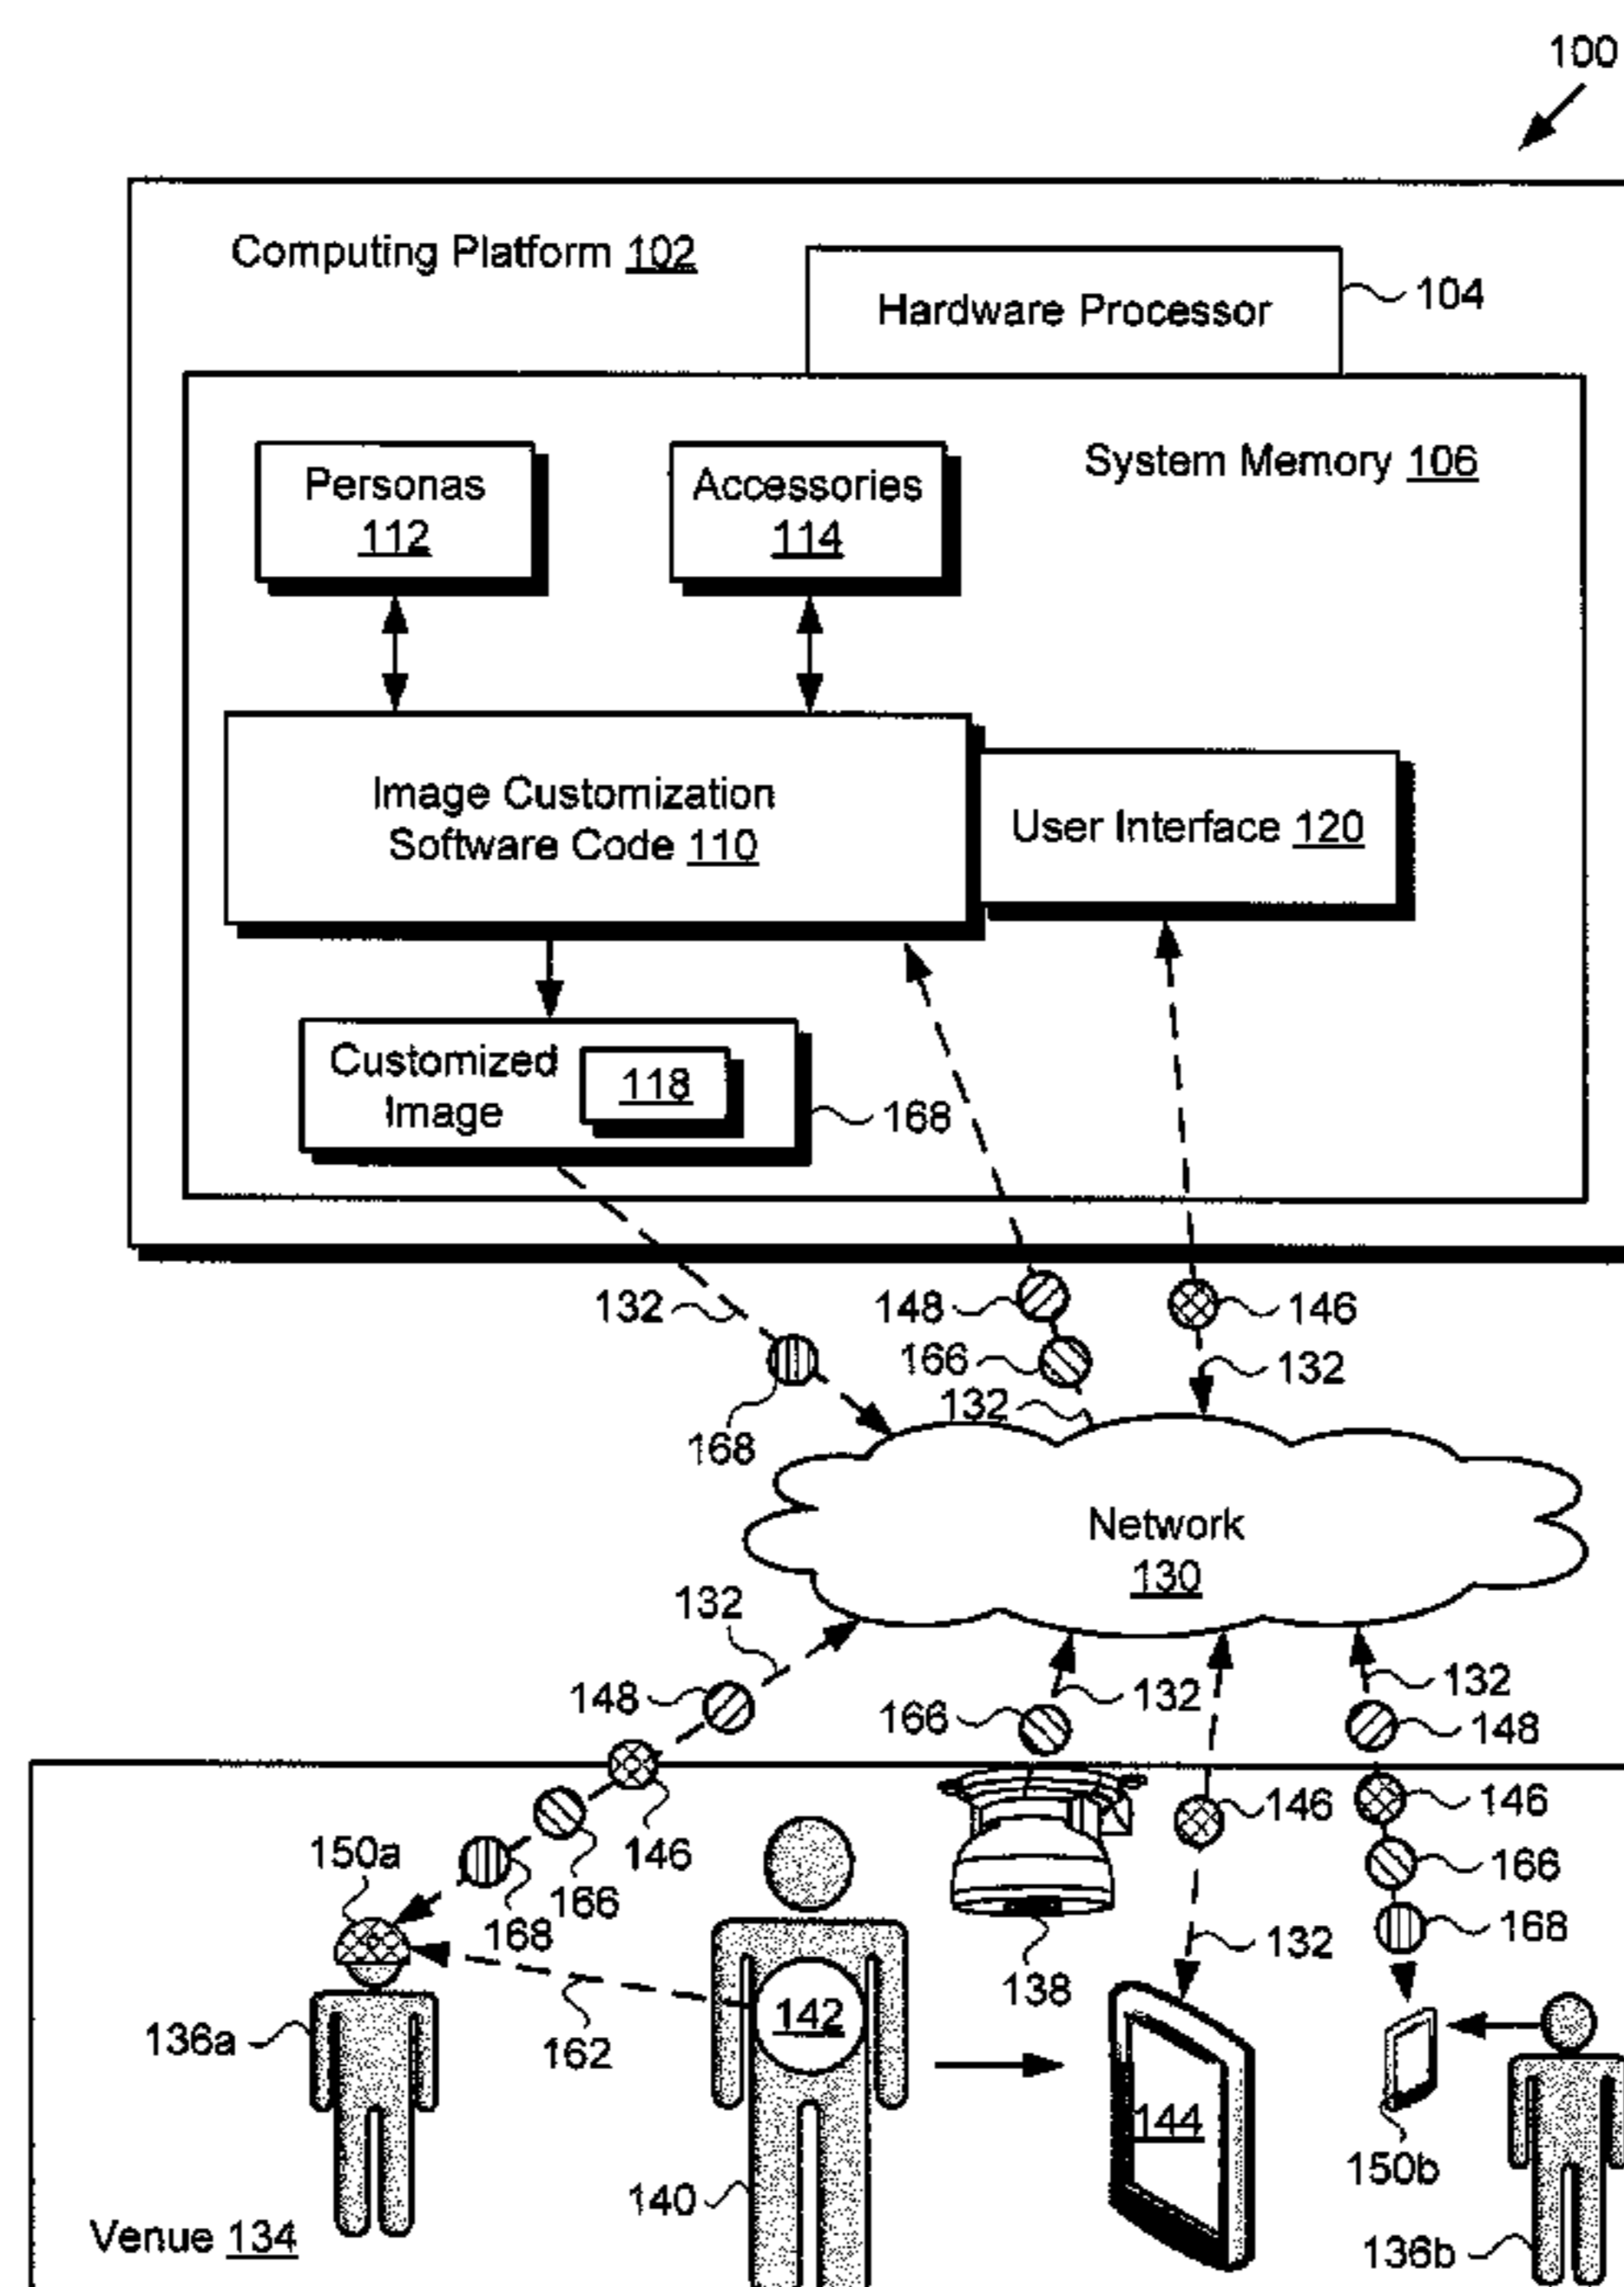 100
Computing Platform 102
Hardware Processor
104
System Memory 106
Personas
112
Accessories
114
Image Customization
Software Code 110
User Interface 120
Customized
Image
118
168
132
148
146
166
132
132
168
Network
130
132
148
166
132
132
148
146
146
166
168
150a
146
166
168
132
138
142
136a
162
144
150b
140
Venue 134
136b